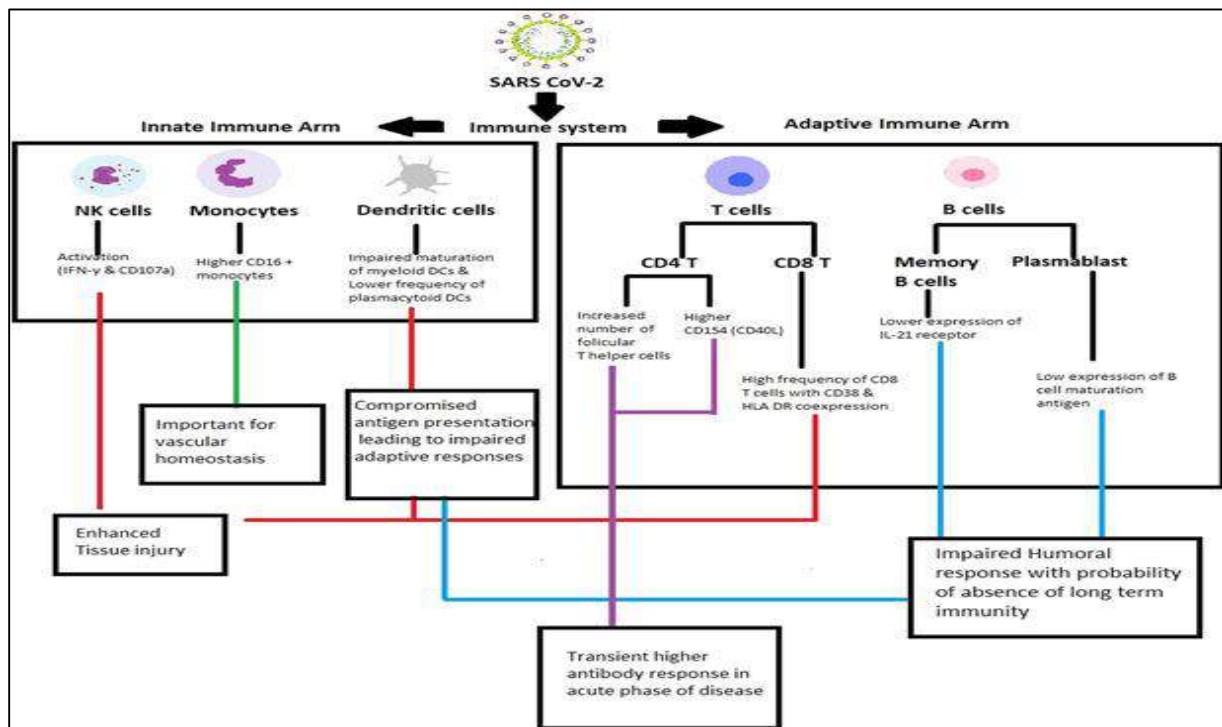 SARS CoV-2
Innate Immune Arm
Immune system
Adaptive Immune Arm
NK cells
Monocytes
Dendritic cells
T cells
B cells
Activation
(IFN-γ & CD107a)
Higher CD16 +
monocytes
Impaired maturation
of myeloid DCs &
Lower frequency of
plasmacytoid DCs
CD4 T
CD8 T
Memory
B cells
Plasmablast
Increased
number of
folicular
T helper cells
Higher
CD154 (CD40L)
High frequency of CD8
T cells with CD38 &
HLA DR coexpression
Lower expression of
IL-21 receptor
Low expression of B
cell maturation
antigen
Important for
vascular
homeostasis
Compromised
antigen presentation
leading to impaired
adaptive responses
Enhanced
Tissue injury
Impaired Humoral
response with probability
of absence of long term
immunity
Transient higher
antibody response in
acute phase of disease